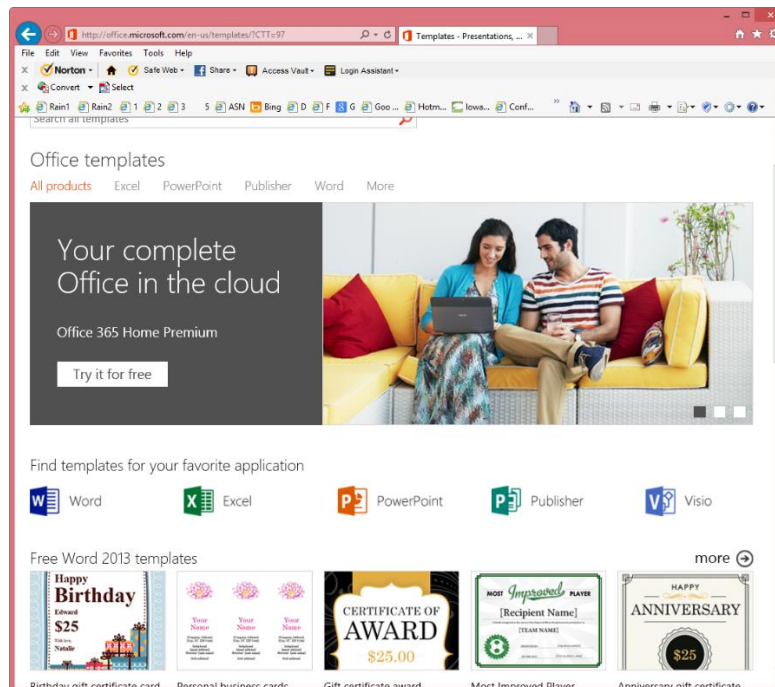 http://office.microsoft.com/en-us/templates/?CTT=97
Templates - Presentations, ...
File Edit View Favorites Tools Help
Norton Safe Web Share Access Vault Login Assistant
Convert Select
Rain1 Rain2 1 2 3 5 ASN Bing D F G Goo ... Hotm... Iowa... Conf...
Search all templates
Office templates
All products Excel PowerPoint Publisher Word More
Your complete
Office in the cloud
Office 365 Home Premium
Try it for free
Find templates for your favorite application
Word Excel PowerPoint Publisher Visio
Free Word 2013 templates more
Happy
Birthday
Edward
$25
With love,
Natalie
Your
Name
Your
Name
Your
Name
CERTIFICATE OF
AWARD
$25.00
MOST Improved PLAYER
[Recipient Name]
[TEAM NAME]
HAPPY
ANNIVERSARY
$25
Birthday gift certificate card Personal business cards Gift certificate award Most Improved Player Anniversary gift certificate